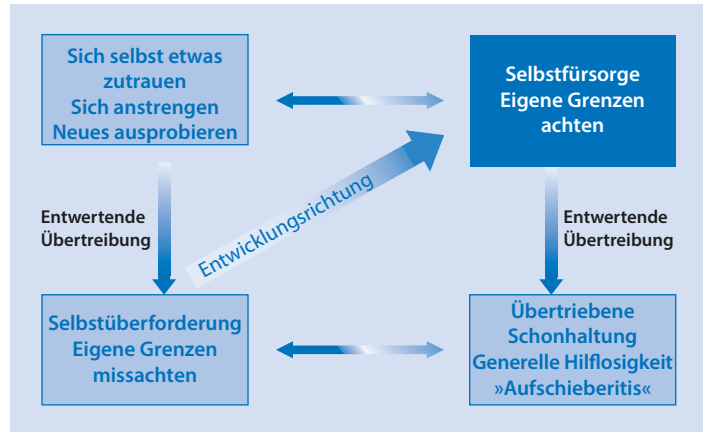 Sich selbst etwas
zutrauen
Sich anstrengen
Neues ausprobieren
Selbstfürsorge
Eigene Grenzen
achten
Entwertende
Übertreibung
Entwicklungsrichtung
Entwertende
Übertreibung
Selbstüberforderung
Eigene Grenzen
missachten
Übertriebene
Schonhaltung
Generelle Hilflosigkeit
»Aufschieberitis«